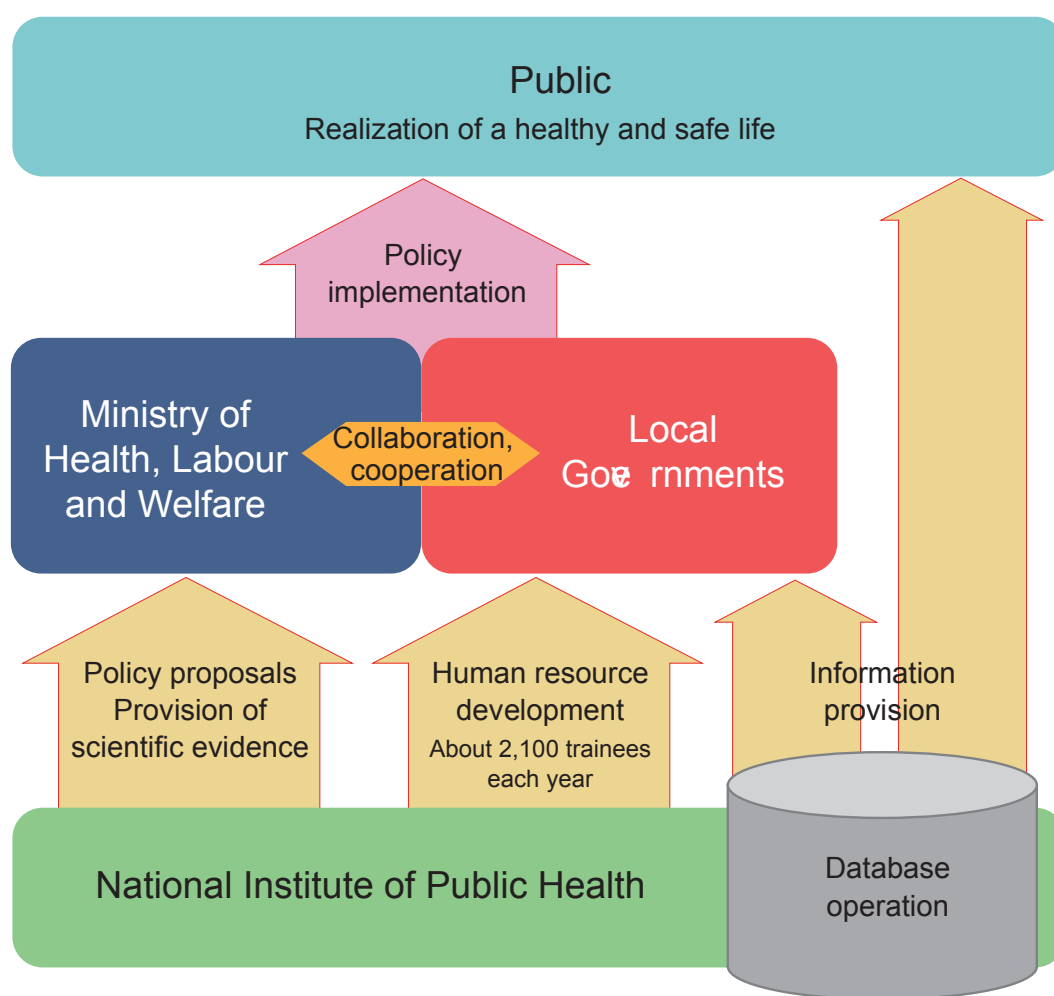 Public
Realization of a healthy and safe life
Policy
implementation
Ministry of
Health, Labour
and Welfare
Collaboration,
cooperation
Local
Governments
Policy proposals
Provision of
scientific evidence
Human resource
development
About 2,100 trainees
each year
Information
provision
National Institute of Public Health
Database
operation